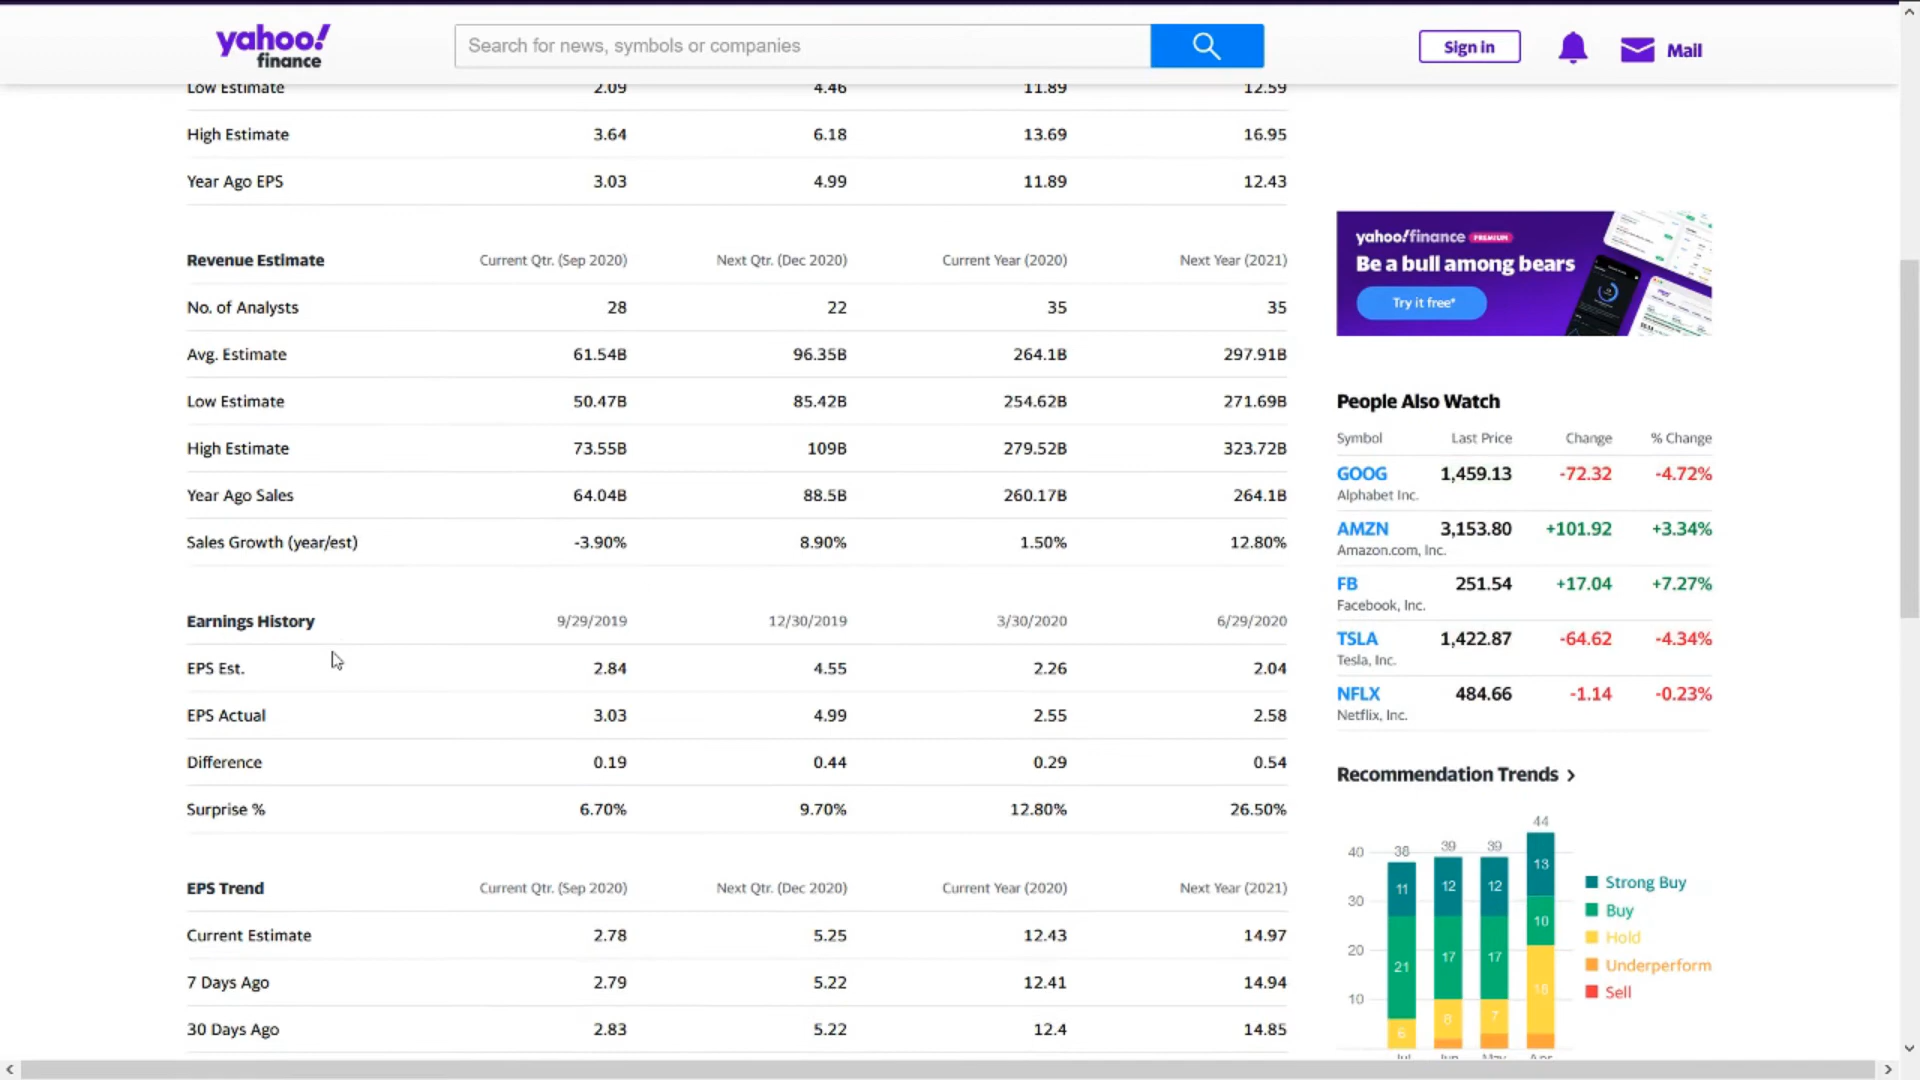 yahoo!
finance
Search for news, symbols or companies
Sign in
Mail
Low Estimate 2.09 4.46 11.89 12.59
High Estimate 3.64 6.18 13.69 16.95
Year Ago EPS 3.03 4.99 11.89 12.43
Revenue Estimate Current Qtr. (Sep 2020) Next Qtr. (Dec 2020) Current Year (2020) Next Year (2021)
No. of Analysts 28 22 35 35
Avg. Estimate 61.54B 96.35B 264.1B 297.91B
Low Estimate 50.47B 85.42B 254.62B 271.69B
High Estimate 73.55B 109B 279.52B 323.72B
Year Ago Sales 64.04B 88.5B 260.17B 264.1B
Sales Growth (year/est) -3.90% 8.90% 1.50% 12.80%
Earnings History 9/29/2019 12/30/2019 3/30/2020 6/29/2020
EPS Est. 2.84 4.55 2.26 2.04
EPS Actual 3.03 4.99 2.55 2.58
Difference 0.19 0.44 0.29 0.54
Surprise % 6.70% 9.70% 12.80% 26.50%
EPS Trend Current Qtr. (Sep 2020) Next Qtr. (Dec 2020) Current Year (2020) Next Year (2021)
Current Estimate 2.78 5.25 12.43 14.97
7 Days Ago 2.79 5.22 12.41 14.94
30 Days Ago 2.83 5.22 12.4 14.85
yahoo!finance PREMIUM
Be a bull among bears
Try it free*
People Also Watch
Symbol Last Price Change % Change
GOOG 1,459.13 -72.32 -4.72%
Alphabet Inc.
AMZN 3,153.80 +101.92 +3.34%
Amazon.com, Inc.
FB 251.54 +17.04 +7.27%
Facebook, Inc.
TSLA 1,422.87 -64.62 -4.34%
Tesla, Inc.
NFLX 484.66 -1.14 -0.23%
Netflix, Inc.
Recommendation Trends >
44
40 38 39 39
13
11 12 12
30
10
20 21 17 17
18
10
6 8 7
Jul Jun May Apr
Strong Buy
Buy
Hold
Underperform
Sell